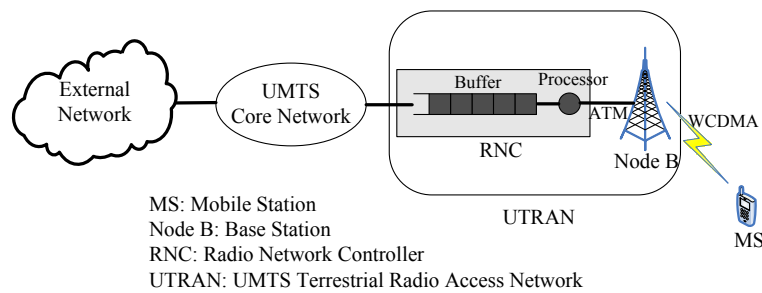 External
Network
UMTS
Core Network
Buffer
Processor
RNC
ATM
Node B
WCDMA
MS
UTRAN
MS: Mobile Station
Node B: Base Station
RNC: Radio Network Controller
UTRAN: UMTS Terrestrial Radio Access Network